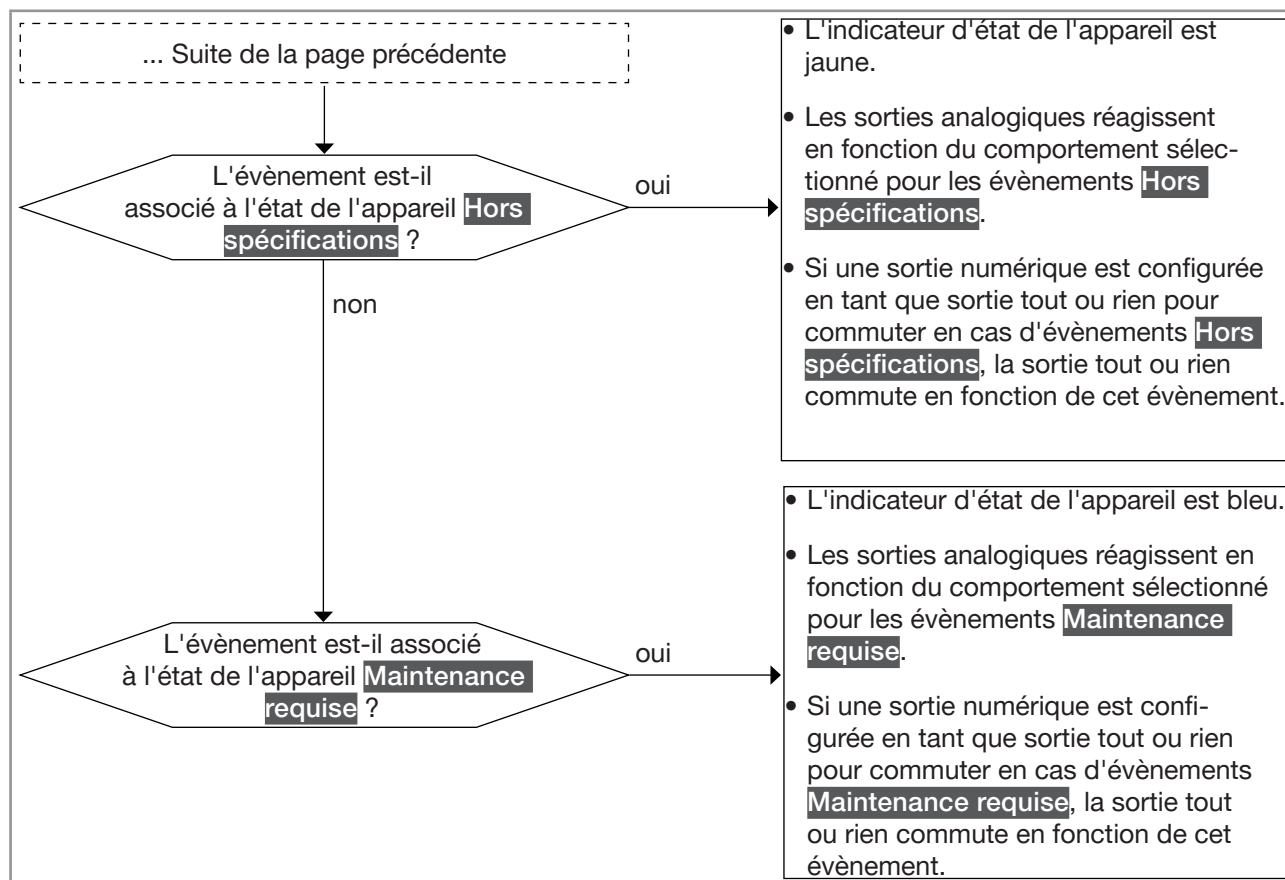 ... Suite de la page précédente
L'évènement est-il
associé à l'état de l'appareil Hors
spécifications ?
oui
non
• L'indicateur d'état de l'appareil est
jaune.
• Les sorties analogiques réagissent
en fonction du comportement sélec-
tionné pour les évènements Hors
spécifications.
• Si une sortie numérique est configurée
en tant que sortie tout ou rien pour
commuter en cas d'évènements Hors
spécifications, la sortie tout ou rien
commute en fonction de cet évènement.
L'évènement est-il associé
à l'état de l'appareil Maintenance
requise ?
oui
• L'indicateur d'état de l'appareil est bleu.
• Les sorties analogiques réagissent en
fonction du comportement sélectionné
pour les évènements Maintenance
requise.
• Si une sortie numérique est confi-
gurée en tant que sortie tout ou rien
pour commuter en cas d'évènements
Maintenance requise, la sortie tout
ou rien commute en fonction de cet
évènement.